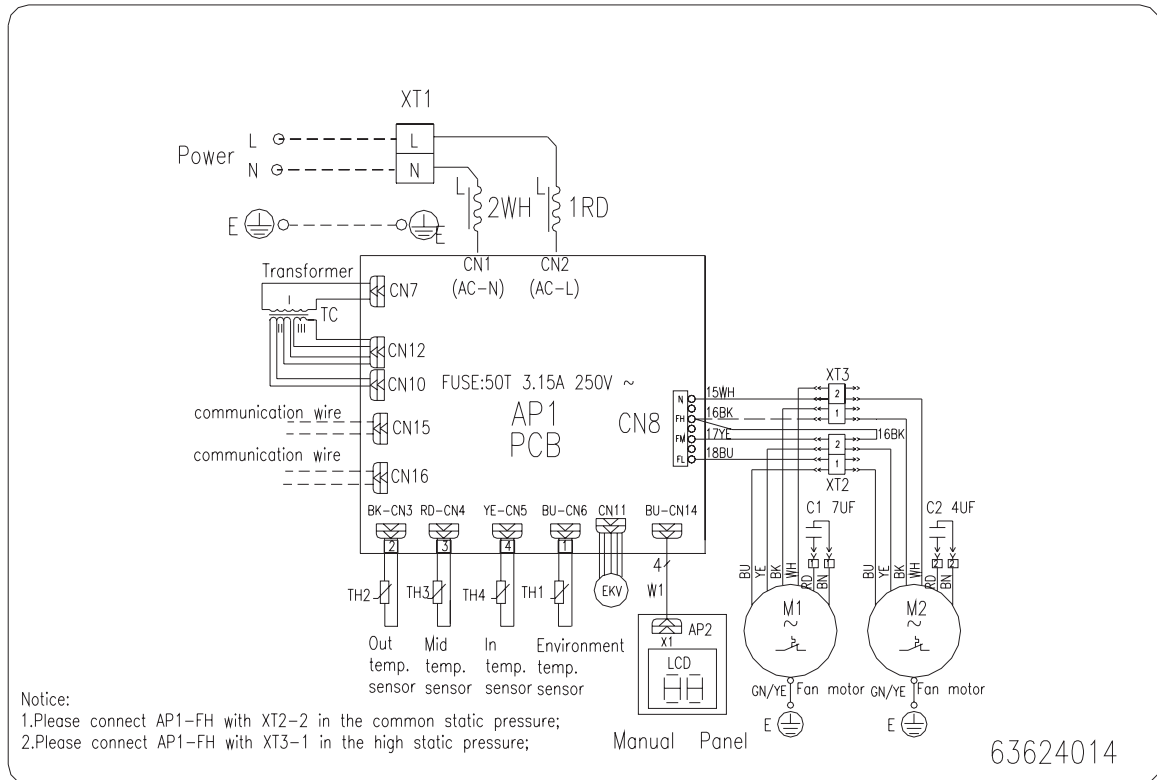 XT1
Power L L
N N
L 2WH L 1RD
E E
CN1 CN2
(AC-N) (AC-L)
Transformer
CN7
I
TC
II III
CN12
CN10
FUSE:50T 3.15A 250V ~
AP1
PCB
communication wire
CN15
communication wire
CN16
CN8
N 15WH
FH 16BK
FM 17YE
FL 18BU
XT3
2
1
16BK
2
1
XT2
C1 7UF C2 4UF
BK-CN3 RD-CN4 YE-CN5 BU-CN6 CN11 BU-CN14
2 3 4 1
4
TH2 TH3 TH4 TH1 EKV W1
BU YE BK WH RD BN BU YE BK WH RD BN
1 1 2 2
M1 M2
~ ~
X1 AP2
LCD
Out temp. sensor
Mid temp. sensor
In temp. sensor
Environment temp. sensor
GN/YE Fan motor GN/YE Fan motor
E E
Manual Panel
Notice:
1.Please connect AP1-FH with XT2-2 in the common static pressure;
2.Please connect AP1-FH with XT3-1 in the high static pressure;
63624014